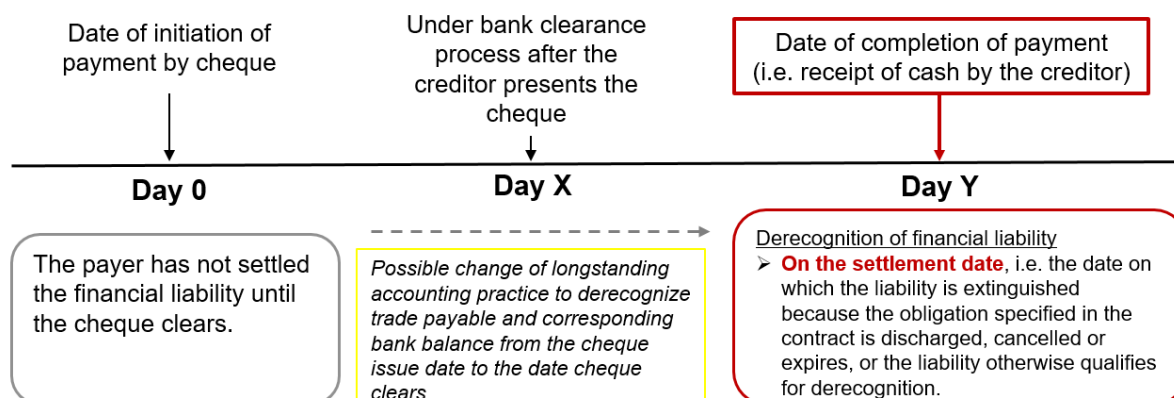 Date of initiation of
payment by cheque
Under bank clearance
process after the
creditor presents the
cheque
Date of completion of payment
(i.e. receipt of cash by the creditor)
Day 0
Day X
Day Y
The payer has not settled
the financial liability until
the cheque clears.
Possible change of longstanding
accounting practice to derecognize
trade payable and corresponding
bank balance from the cheque
issue date to the date cheque
clears
Derecognition of financial liability
➢ On the settlement date, i.e. the date on
which the liability is extinguished
because the obligation specified in the
contract is discharged, cancelled or
expires, or the liability otherwise qualifies
for derecognition.